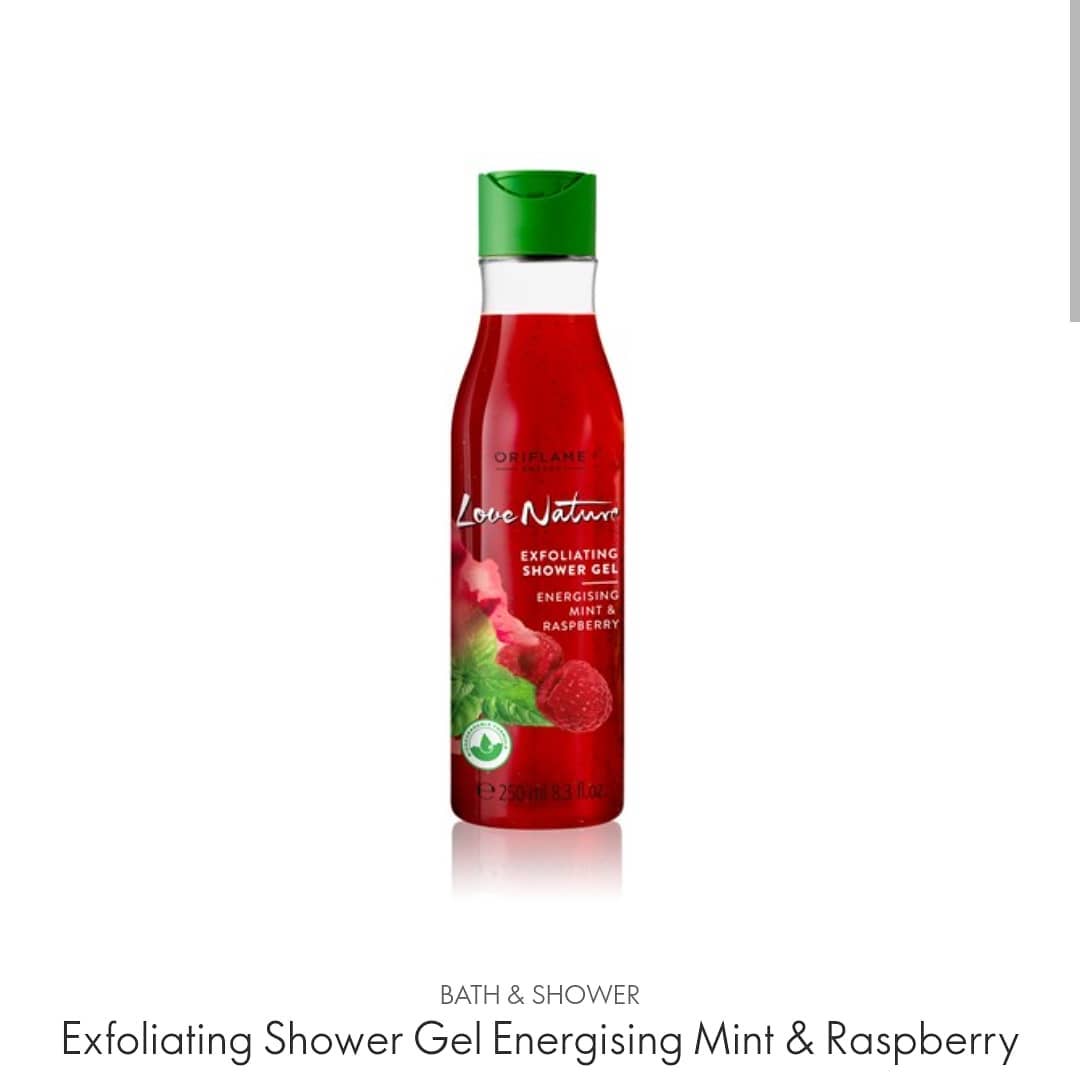 ORIFLAME
SWEDEN
Love Nature
EXFOLIATING
SHOWER GEL
ENERGISING
MINT &
RASPBERRY
e 250 ml 8.3 fl.oz.
BATH & SHOWER
Exfoliating Shower Gel Energising Mint & Raspberry